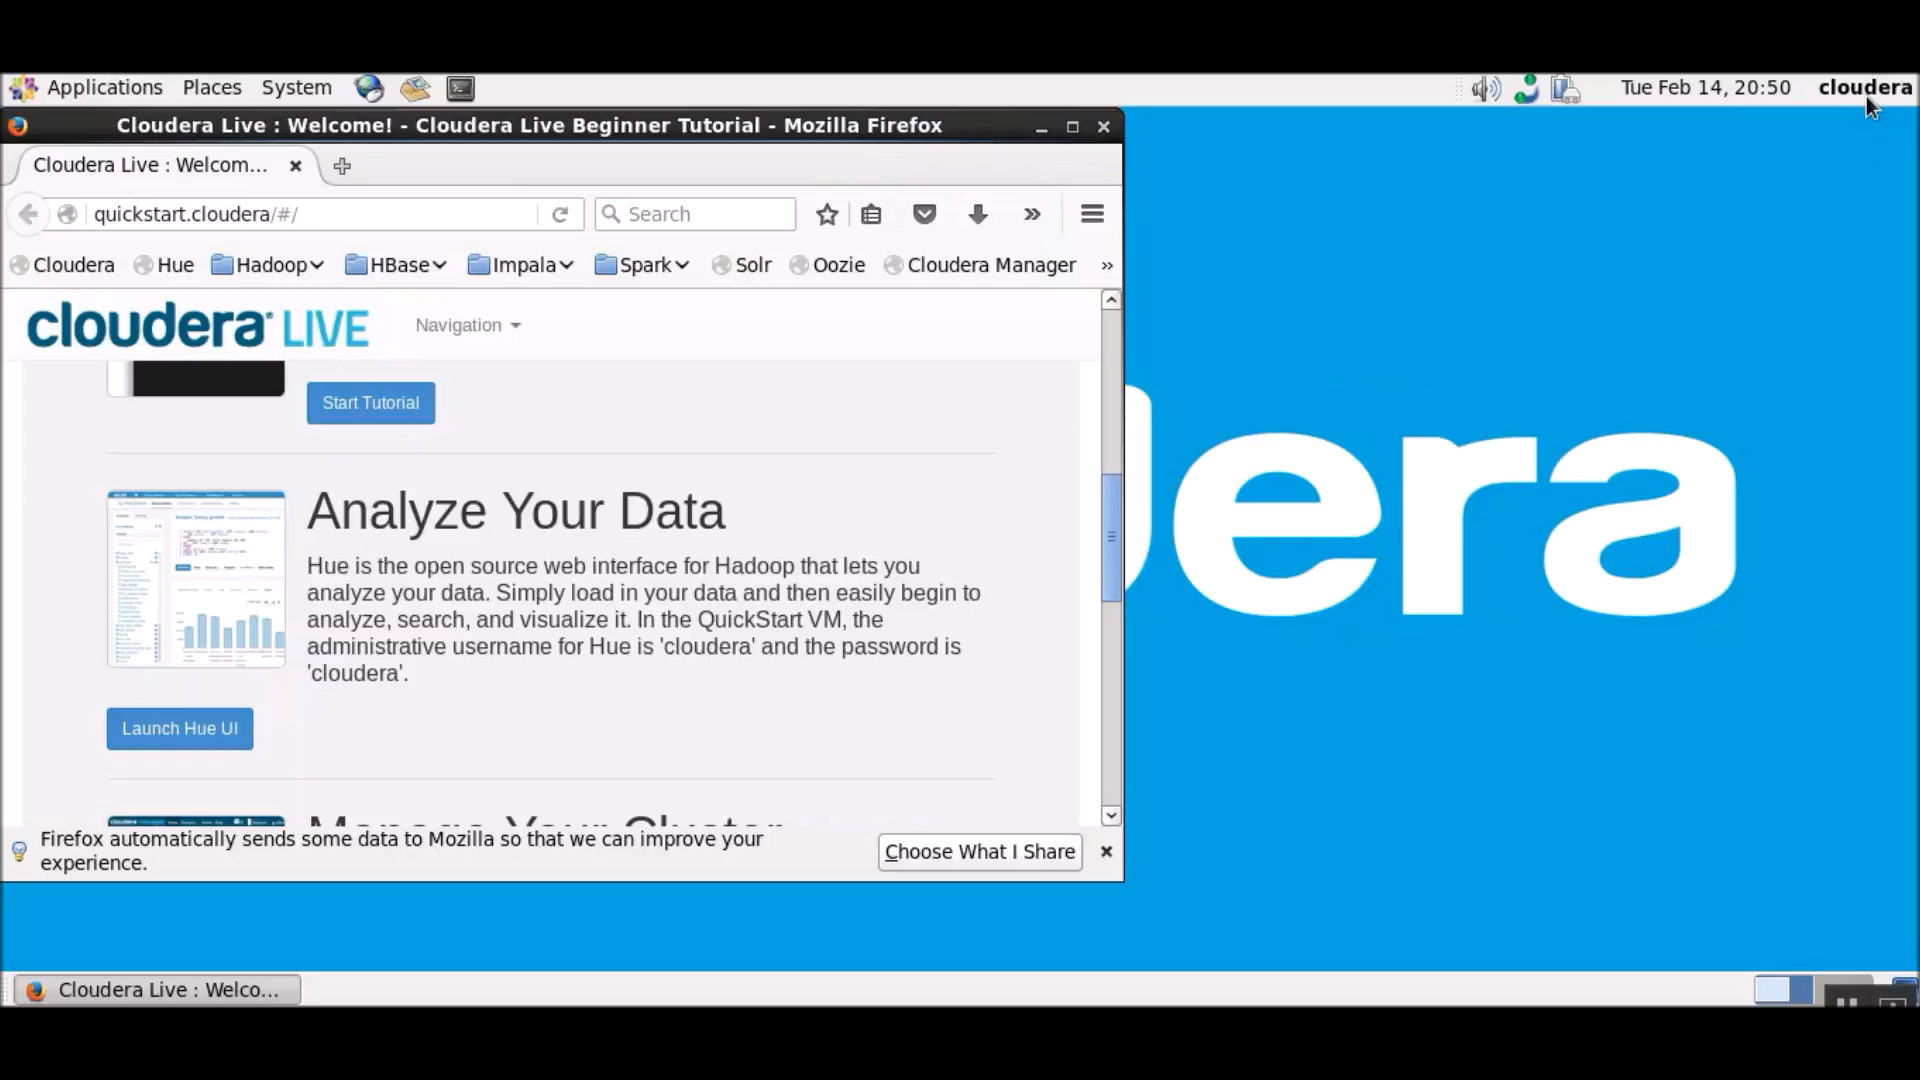 Applications Places System Tue Feb 14, 20:50 cloudera
Cloudera Live : Welcome! - Cloudera Live Beginner Tutorial - Mozilla Firefox
Cloudera Live : Welcom...
quickstart.cloudera/#/ Search
Cloudera Hue Hadoop HBase Impala Spark Solr Oozie Cloudera Manager »
cloudera LIVE Navigation
Start Tutorial
Analyze Your Data
Hue is the open source web interface for Hadoop that lets you
analyze your data. Simply load in your data and then easily begin to
analyze, search, and visualize it. In the QuickStart VM, the
administrative username for Hue is 'cloudera' and the password is
'cloudera'.
Launch Hue UI
Manage Your Cluster
Firefox automatically sends some data to Mozilla so that we can improve your
experience.
Choose What I Share
dera
Cloudera Live : Welco...